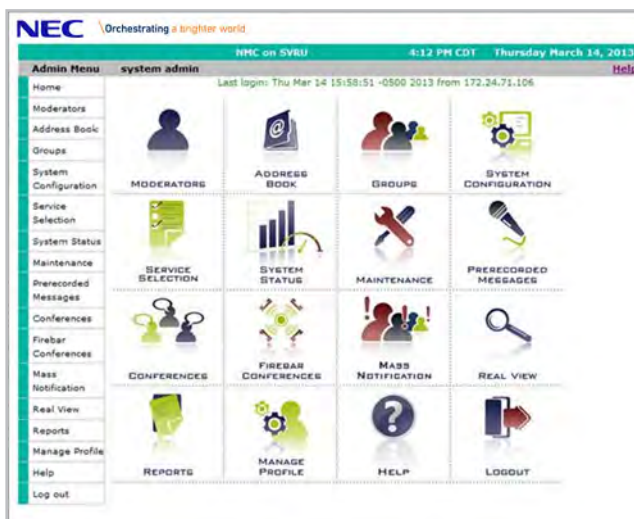 NEC
Orchestrating a brighter world
NMC on SVRU 4:12 PM CDT Thursday March 14, 2013
Admin Menu system admin Help
Last login: Thu Mar 14 15:58:51 -0500 2013 from 172.24.71.106
Home
Moderators
Address Book
Groups
System
Configuration
Service
Selection
System Status
Maintenance
Prerecorded
Messages
Conferences
Firebar
Conferences
Mass
Notification
Real View
Reports
Manage Profile
Help
Log out
MODERATORS
ADDRESS
BOOK
GROUPS
SYSTEM
CONFIGURATION
SERVICE
SELECTION
SYSTEM
STATUS
MAINTENANCE
PRERECORDED
MESSAGES
CONFERENCES
FIREBAR
CONFERENCES
MASS
NOTIFICATION
REAL VIEW
REPORTS
MANAGE
PROFILE
HELP
LOGOUT